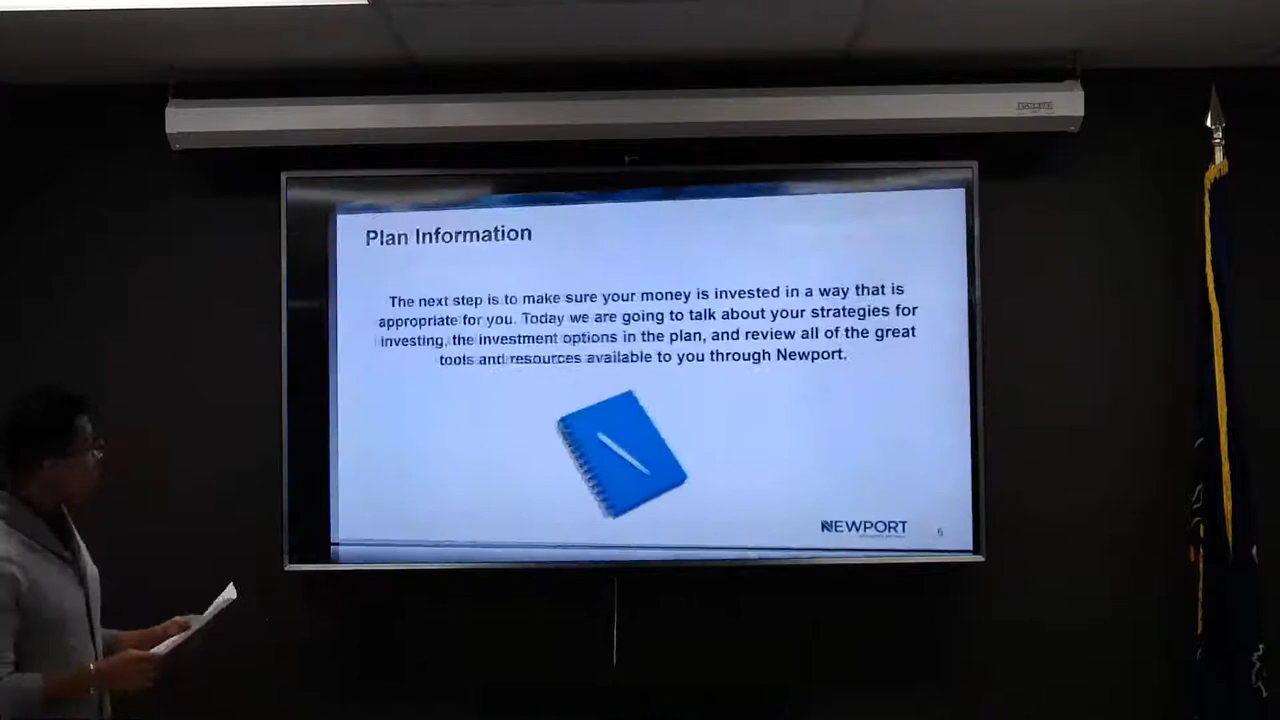 Plan Information
The next step is to make sure your money is invested in a way that is
appropriate for you. Today we are going to talk about your strategies for
investing, the investment options in the plan, and review all of the great
tools and resources available to you through Newport.
NEWPORT
6